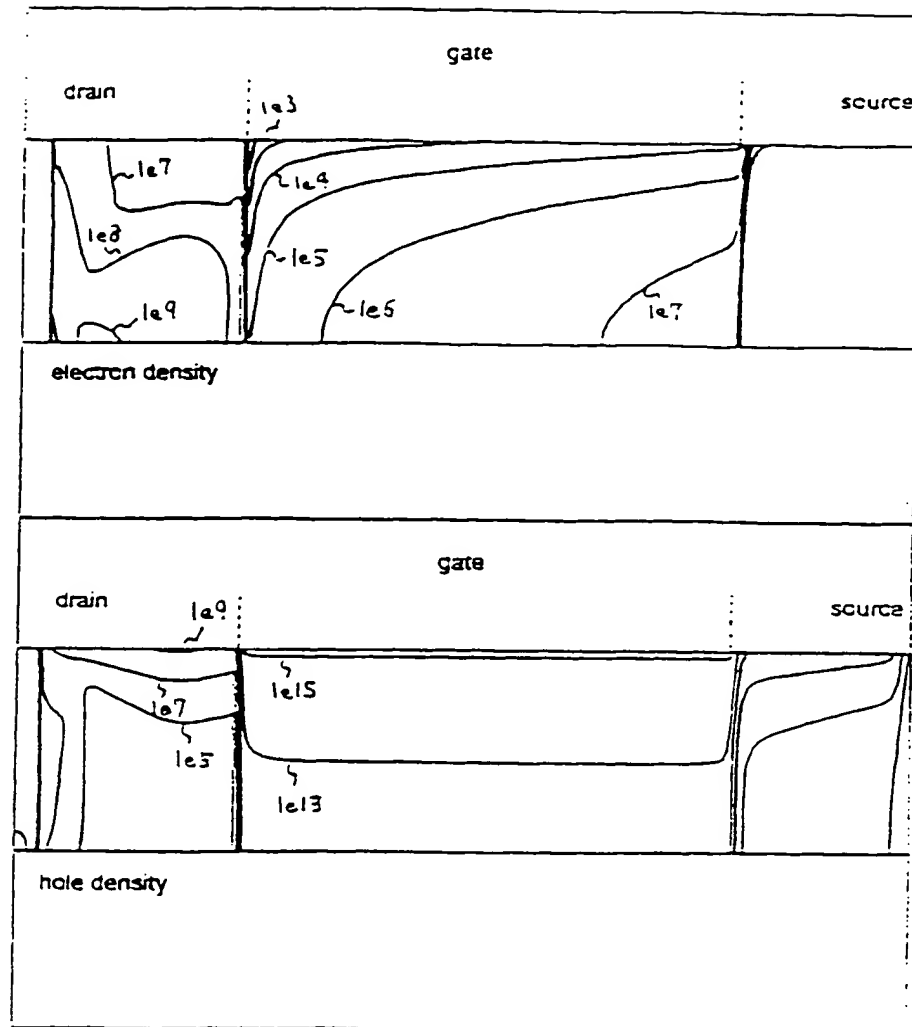 gate
drain
source
1e3
1e7
1e4
1e8
1e5
1e9
1e6
1e7
electron density
gate
drain
source
1e9
1e15
1e7
1e5
1e13
hole density